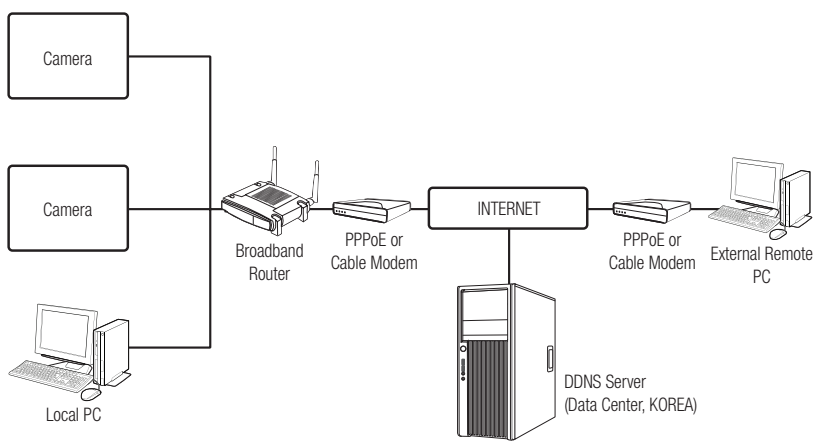 Camera
Camera
Broadband
Router
PPPoE or
Cable Modem
INTERNET
PPPoE or
Cable Modem
External Remote
PC
Local PC
DDNS Server
(Data Center, KOREA)